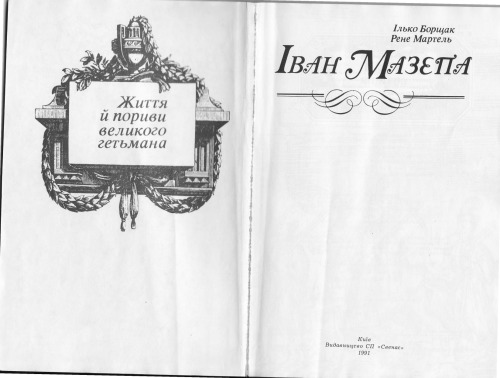 Життя
й пориви
великого
гетьмана
Ілько Борщак
Рене Мартель
Іван Мазепа
Київ
Видавництво СП «Свенас»
1991